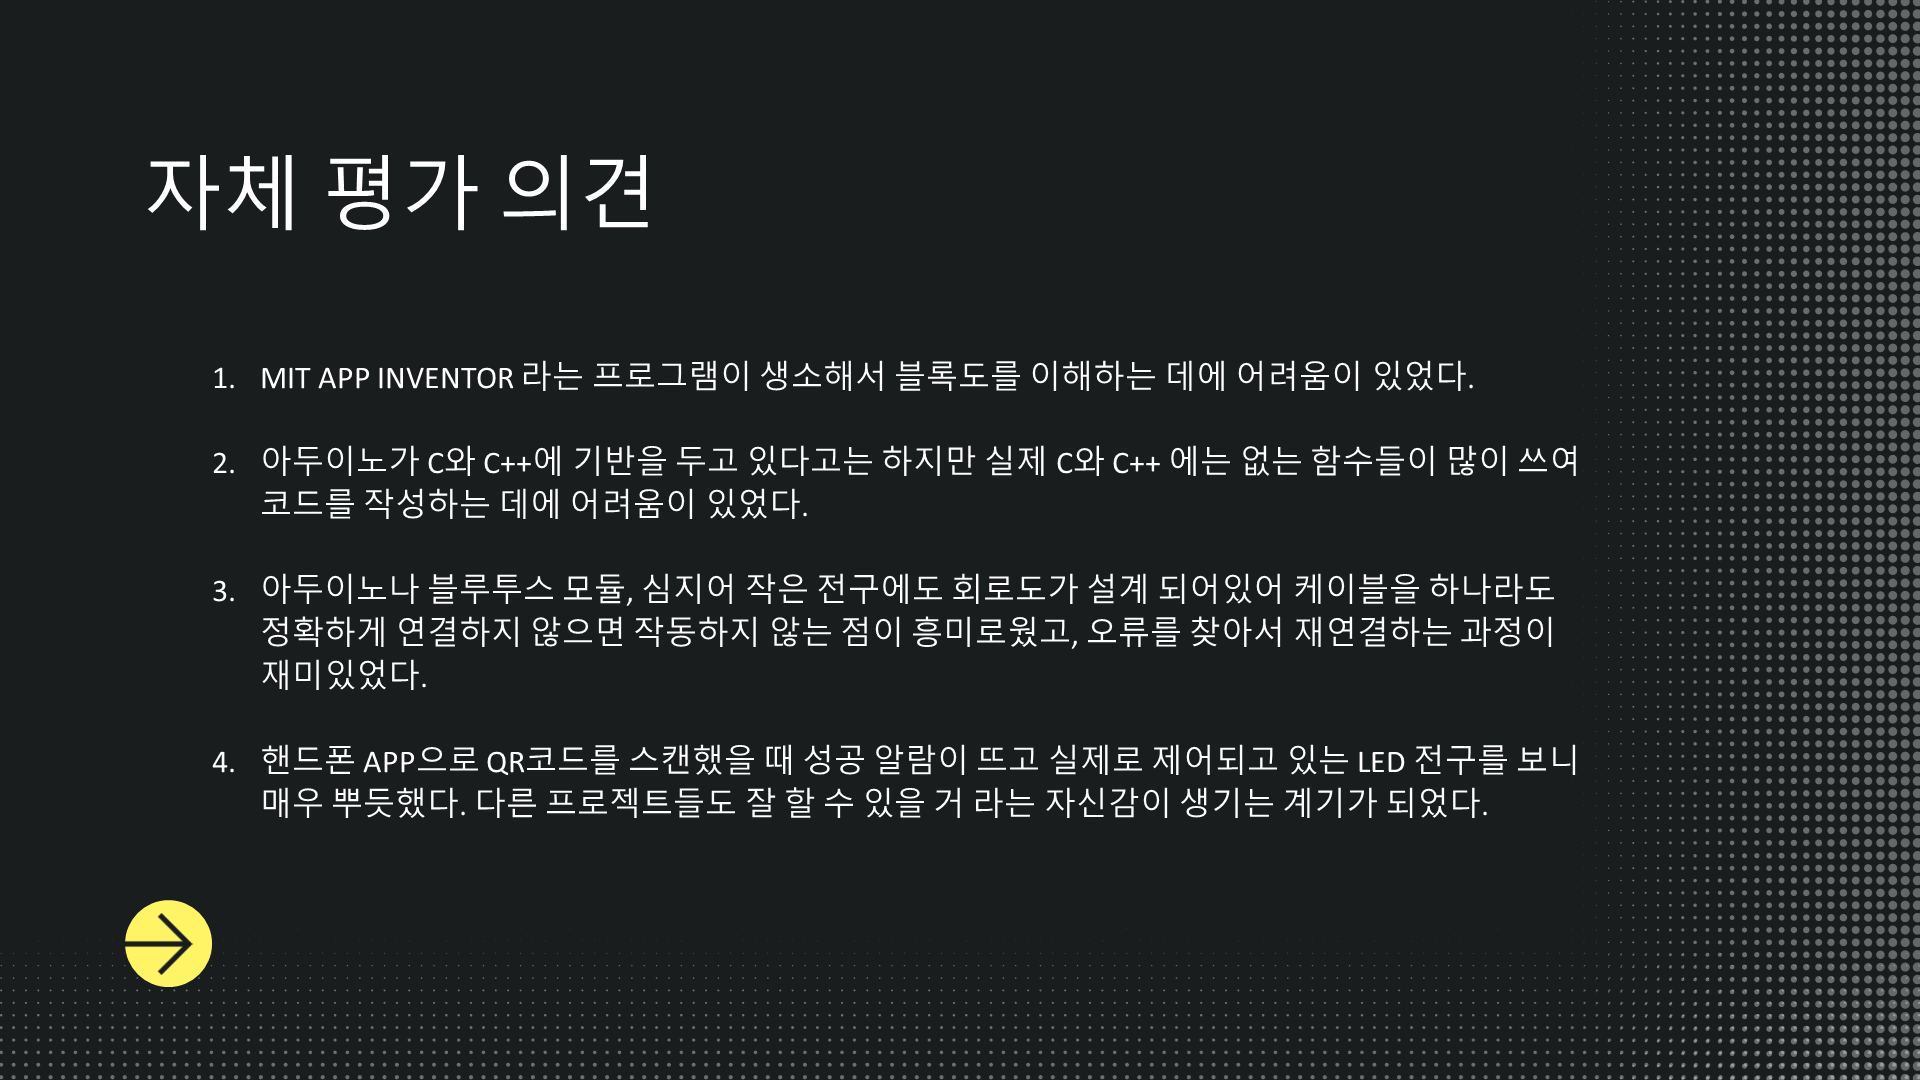 자체 평가 의견
1. MIT APP INVENTOR 라는 프로그램이 생소해서 블록도를 이해하는 데에 어려움이 있었다.
2. 아두이노가 C와 C++에 기반을 두고 있다고는 하지만 실제 C와 C++ 에는 없는 함수들이 많이 쓰여
코드를 작성하는 데에 어려움이 있었다.
3. 아두이노나 블루투스 모듈, 심지어 작은 전구에도 회로도가 설계 되어있어 케이블을 하나라도
정확하게 연결하지 않으면 작동하지 않는 점이 흥미로웠고, 오류를 찾아서 재연결하는 과정이
재미있었다.
4. 핸드폰 APP으로 QR코드를 스캔했을 때 성공 알람이 뜨고 실제로 제어되고 있는 LED 전구를 보니
매우 뿌듯했다. 다른 프로젝트들도 잘 할 수 있을 거 라는 자신감이 생기는 계기가 되었다.